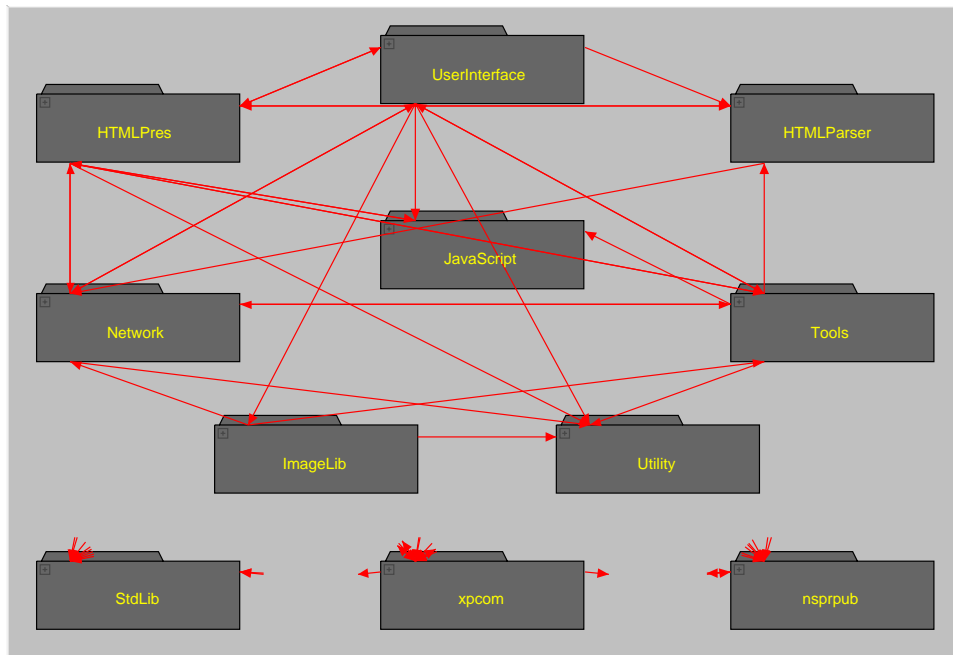 UserInterface
HTMLPres
HTMLParser
JavaScript
Network
Tools
ImageLib
Utility
StdLib
xpcom
nsprpub